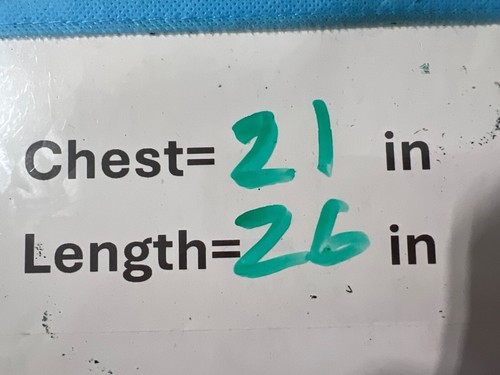 Chest= 21 in
Length=26 in